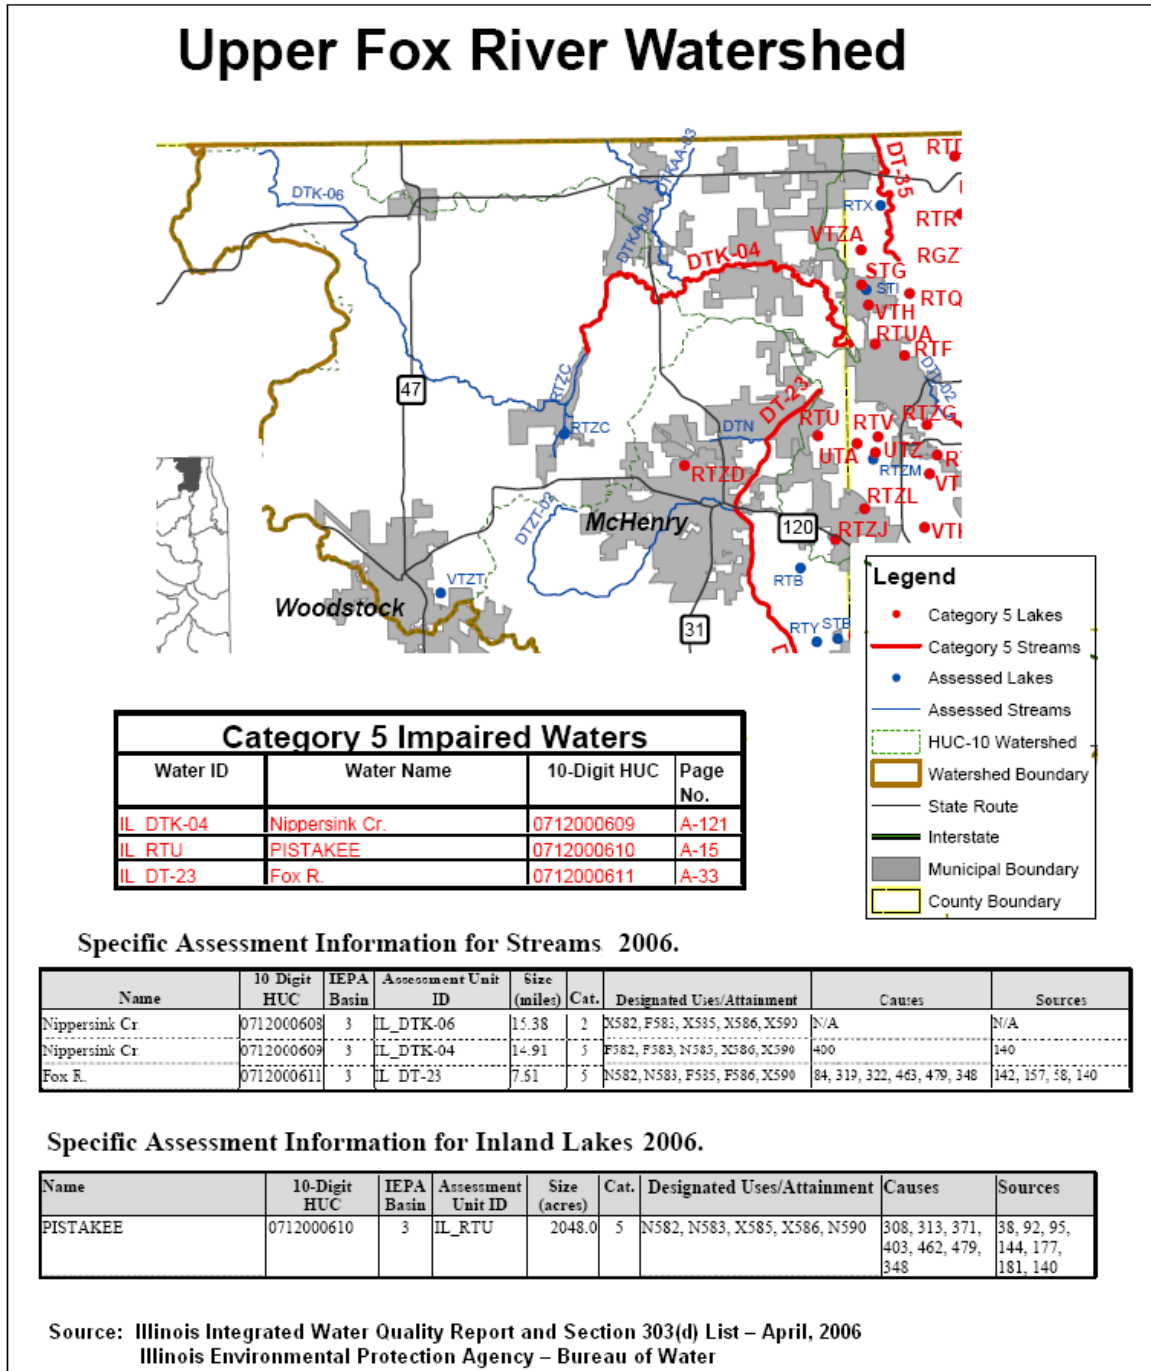 Upper Fox River Watershed
DTK-06
DTKAA-03
DTKA-04
DT-35
RTX
RTR
VTZA
RGZ
DTK-04
STG
STI
RTQ
VTH
RTUA
RTF
47
RTZC
DT-23
RTZC
DTN
RTU
RTV
RTZG
UTA
UTZ
RTZD
RTZM
VT
RTZL
DTZT-02
McHenry
120
RTZJ
VTZT
RTB
Woodstock
31
RTY
STB
Legend
Category 5 Lakes
Category 5 Streams
Assessed Lakes
Assessed Streams
HUC-10 Watershed
Watershed Boundary
State Route
Interstate
Municipal Boundary
County Boundary
Category 5 Impaired Waters
Water ID Water Name 10-Digit HUC Page No.
IL_DTK-04 Nippersink Cr. 0712000609 A-121
IL_RTU PISTAKEE 0712000610 A-15
IL_DT-23 Fox R. 0712000611 A-33
Specific Assessment Information for Streams 2006.
Name 10 Digit HUC IEPA Basin Assessment Unit ID Size (miles) Cat. Designated Uses/Attainment Causes Sources
Nippersink Cr. 0712000608 3 IL_DTK-06 15.38 2 X582, F583, X585, X586, X590 N/A N/A
Nippersink Cr. 0712000609 3 IL_DTK-04 14.91 5 F582, F583, N585, X586, X590 400 140
Fox R. 0712000611 3 IL_DT-23 7.61 5 N582, N583, F585, F586, X590 84, 319, 322, 463, 479, 348 142, 157, 58, 140
Specific Assessment Information for Inland Lakes 2006.
Name 10-Digit HUC IEPA Basin Assessment Unit ID Size (acres) Cat. Designated Uses/Attainment Causes Sources
PISTAKEE 0712000610 3 IL_RTU 2048.0 5 N582, N583, X585, X586, N590 308, 313, 371, 403, 462, 479, 348 38, 92, 95, 144, 177, 181, 140
Source: Illinois Integrated Water Quality Report and Section 303(d) List – April, 2006
Illinois Environmental Protection Agency – Bureau of Water